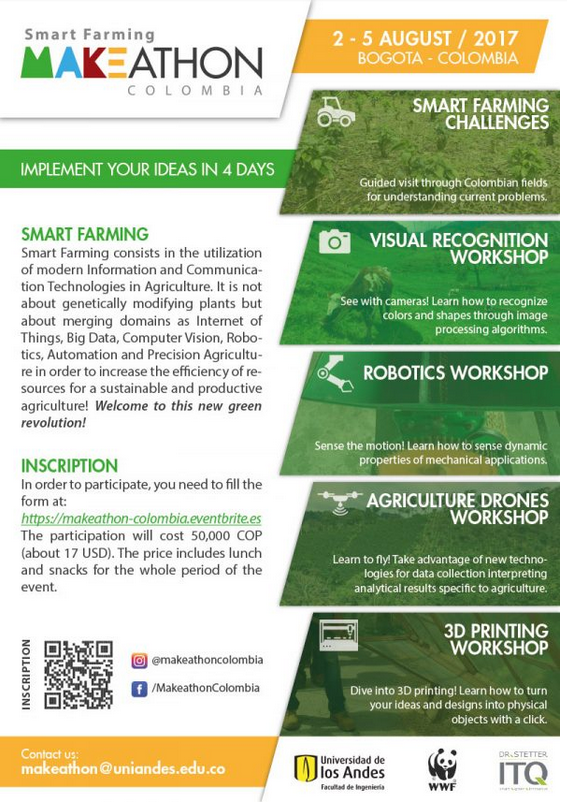 Smart Farming
MAKEATHON
COLOMBIA
2 - 5 AUGUST / 2017
BOGOTA - COLOMBIA
IMPLEMENT YOUR IDEAS IN 4 DAYS
SMART FARMING
Smart Farming consists in the utilization
of modern Information and Communica-
tion Technologies in Agriculture. It is not
about genetically modifying plants but
about merging domains as Internet of
Things, Big Data, Computer Vision, Robo-
tics, Automation and Precision Agricultu-
re in order to increase the efficiency of re-
sources for a sustainable and productive
agriculture! Welcome to this new green
revolution!
INSCRIPTION
In order to participate, you need to fill the
form at:
https://makeathon-colombia.eventbrite.es
The participation will cost 50,000 COP
(about 17 USD). The price includes lunch
and snacks for the whole period of the
event.
INSCRIPTION
@makeathoncolombia
/MakeathonColombia
SMART FARMING
CHALLENGES
Guided visit through Colombian fields
for understanding current problems.
VISUAL RECOGNITION
WORKSHOP
See with cameras! Learn how to recognize
colors and shapes through image
processing algorithms.
ROBOTICS WORKSHOP
Sense the motion! Learn how to sense dynamic
properties of mechanical applications.
AGRICULTURE DRONES
WORKSHOP
Learn to fly! Take advantage of new techno-
logies for data collection interpreting
analytical results specific to agriculture.
3D PRINTING
WORKSHOP
Dive into 3D printing! Learn how to turn
your ideas and designs into physical
objects with a click.
Contact us:
makeathon@uniandes.edu.co
Universidad de
los Andes
Facultad de Ingeniería
WWF
DR.STETTER
ITQ